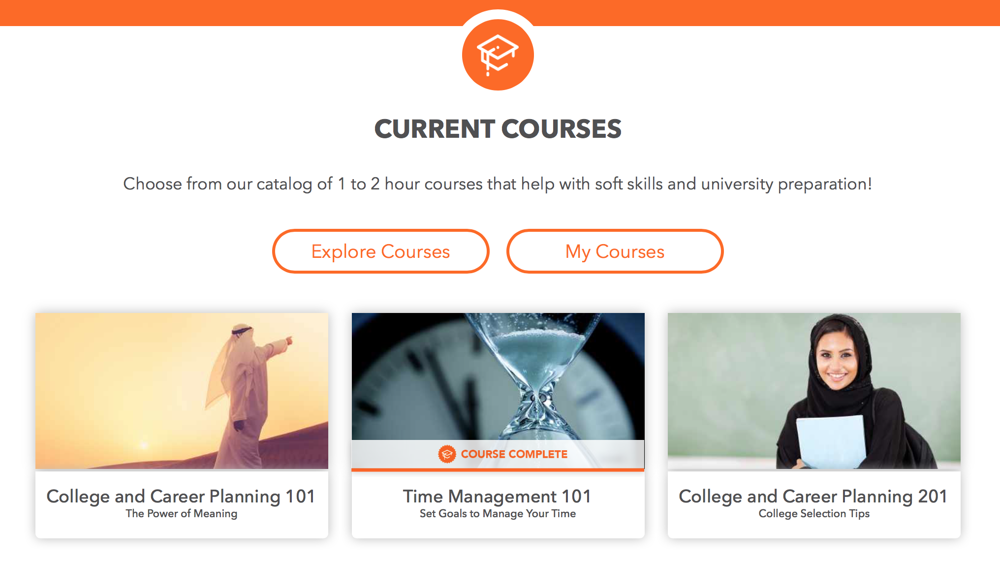 CURRENT COURSES
Choose from our catalog of 1 to 2 hour courses that help with soft skills and university preparation!
Explore Courses
My Courses
COURSE COMPLETE
College and Career Planning 101
The Power of Meaning
Time Management 101
Set Goals to Manage Your Time
College and Career Planning 201
College Selection Tips